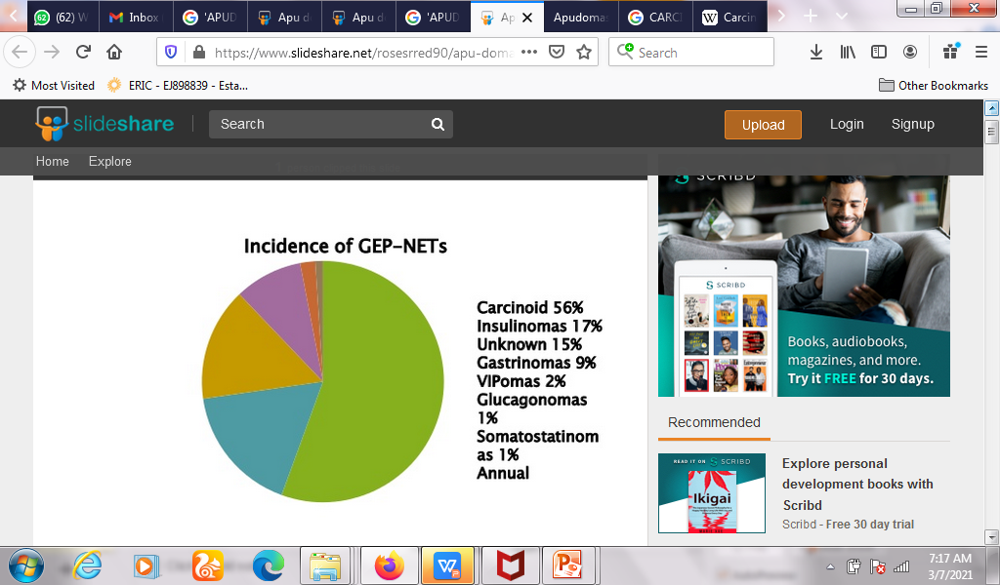 (62) W
Inbox
'APUD
Apu d
Apu d
'APUD
Ap
Apudomas
CARC
Carcin
https://www.slideshare.net/rosesrred90/apu-doma
Search
Most Visited
ERIC - EJ898839 - Esta...
Other Bookmarks
slideshare
Search
Upload
Login
Signup
Home
Explore
Incidence of GEP-NETs
Carcinoid 56%
Insulinomas 17%
Unknown 15%
Gastrinomas 9%
VIPomas 2%
Glucagonomas
1%
Somatostatinom
as 1%
Annual
SCRIBD
SCRIBD
Books, audiobooks,
magazines, and more.
Try it FREE for 30 days.
Recommended
READ IT ON SCRIBD
Ikigai
Explore personal
development books with
Scribd
Scribd - Free 30 day trial
7:17 AM
3/7/2021